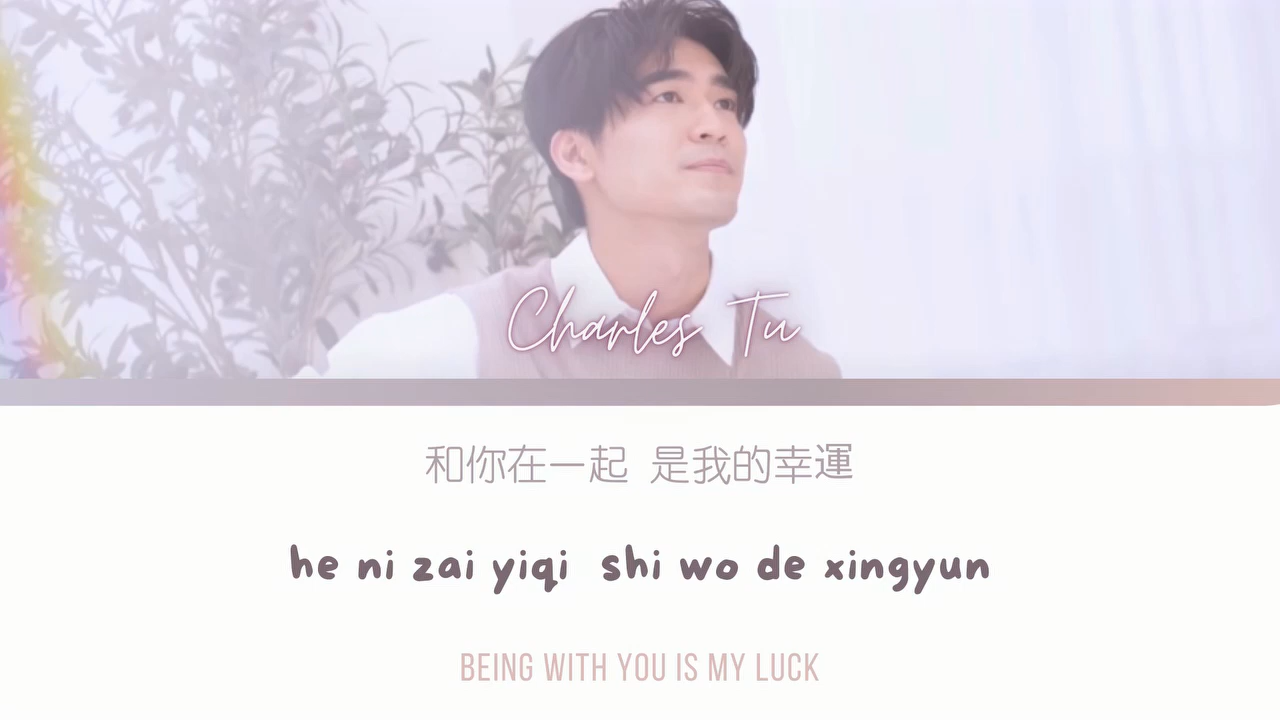 Charles Tu
和你在一起 是我的幸運
he ni zai yiqi shi wo de xingyun
BEING WITH YOU IS MY LUCK